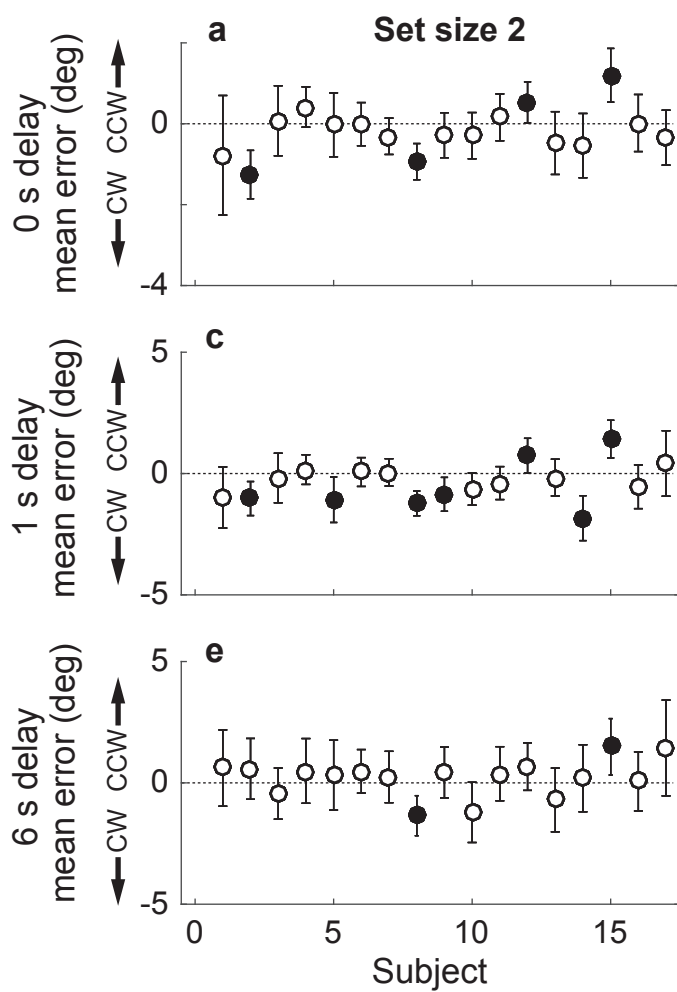 a
Set size 2
0 s delay
mean error (deg)
CW CCW
0
-4
c
1 s delay
mean error (deg)
CW CCW
5
0
-5
e
6 s delay
mean error (deg)
CW CCW
5
0
-5
0 5 10 15
Subject